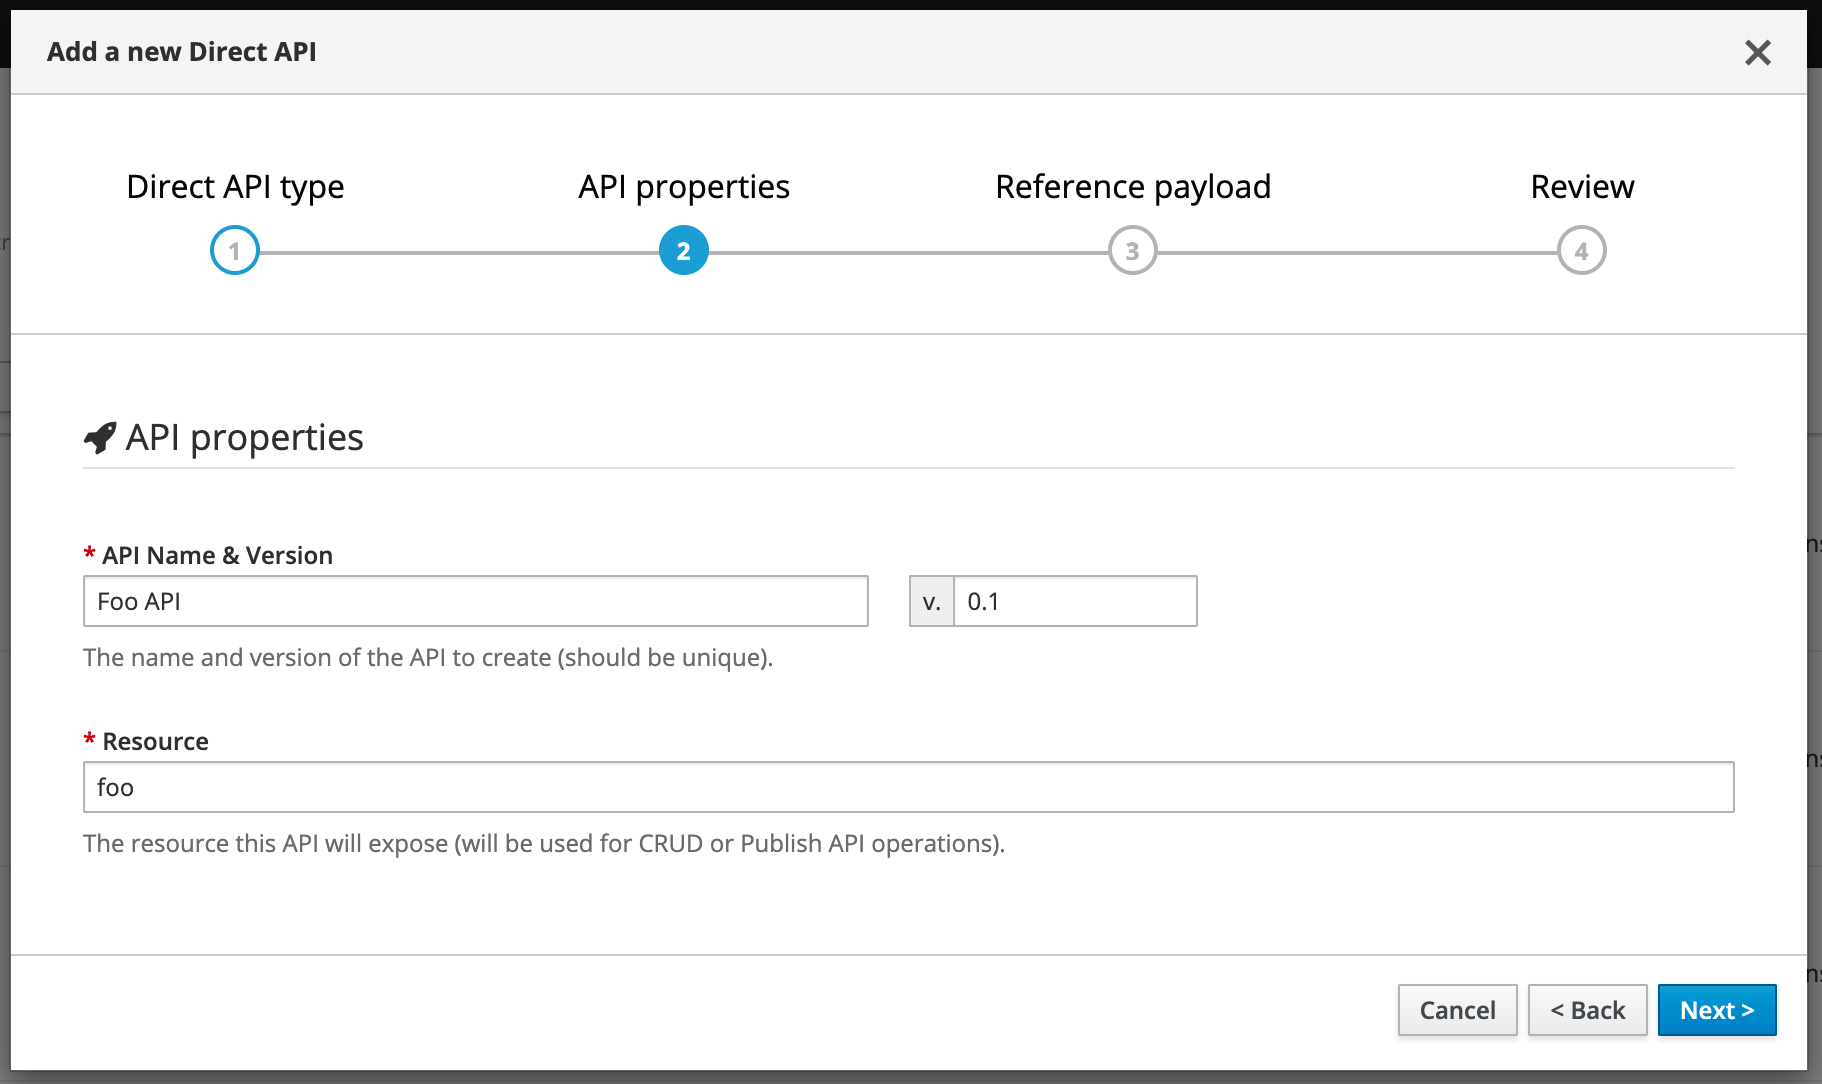 Add a new Direct API
Direct API type
API properties
Reference payload
Review
1
2
3
4
API properties
* API Name & Version
Foo API
v.
0.1
The name and version of the API to create (should be unique).
* Resource
foo
The resource this API will expose (will be used for CRUD or Publish API operations).
Cancel
< Back
Next >